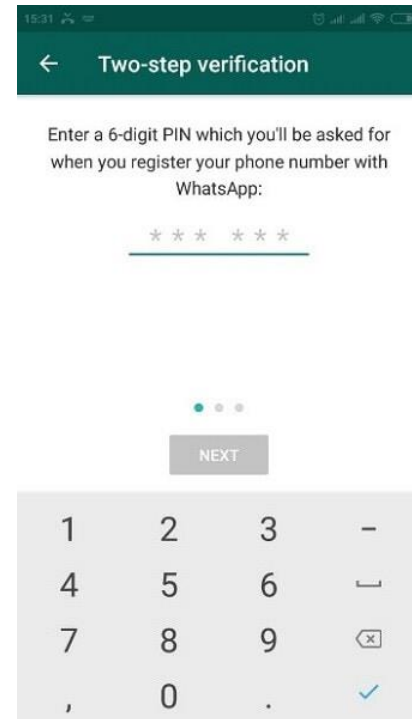 15:31
Two-step verification
Enter a 6-digit PIN which you'll be asked for
when you register your phone number with
WhatsApp:
*** ***
NEXT
1 2 3 -
4 5 6
7 8 9
, 0 .